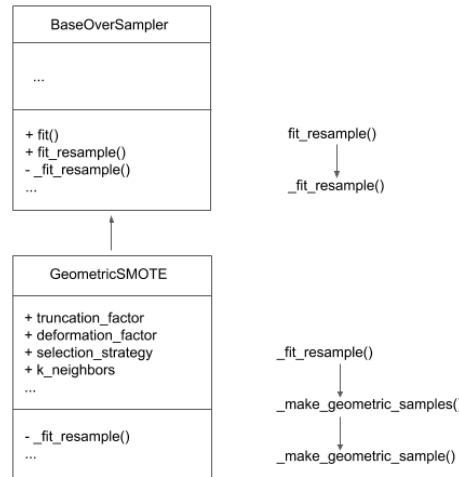 BaseOverSampler
...
+ fit()
+ fit_resample()
- _fit_resample()
...
fit_resample()
_fit_resample()
GeometricSMOTE
+ truncation_factor
+ deformation_factor
+ selection_strategy
+ k_neighbors
...
- _fit_resample()
...
_fit_resample()
_make_geometric_samples()
_make_geometric_sample()